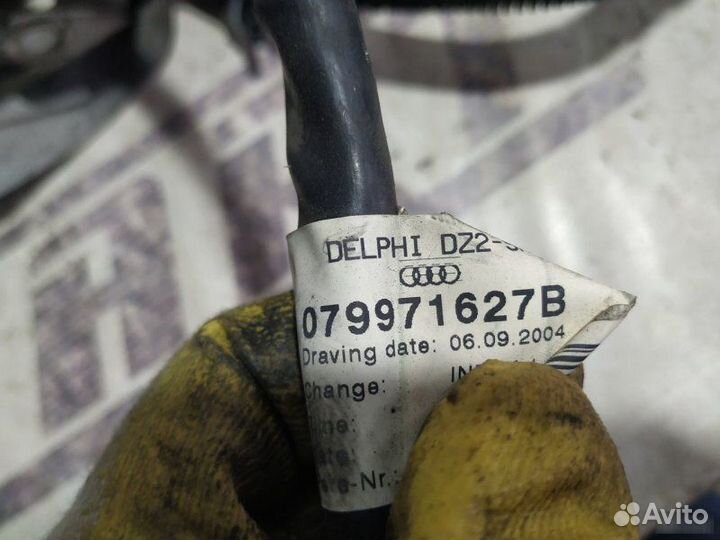 DELPHI DZ2-
079971627B
Draving date: 06.09.2004
Change:
Avito